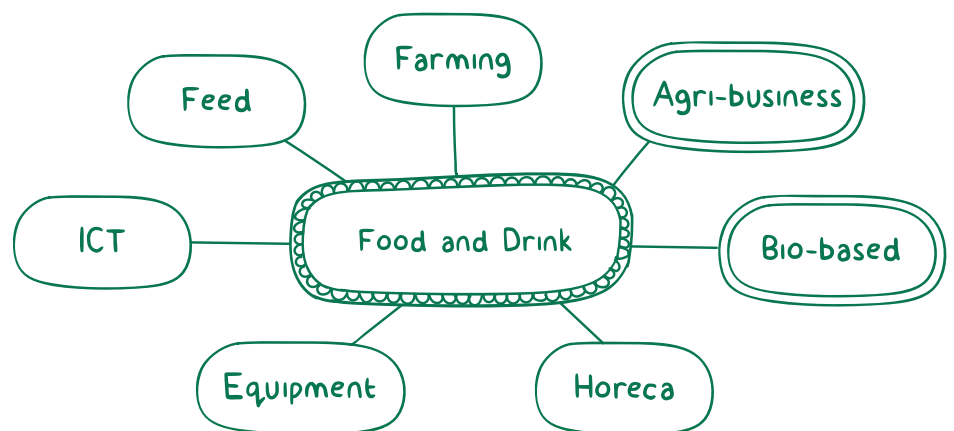 Farming
Feed
Agri-business
ICT
Food and Drink
Bio-based
Equipment
Horeca